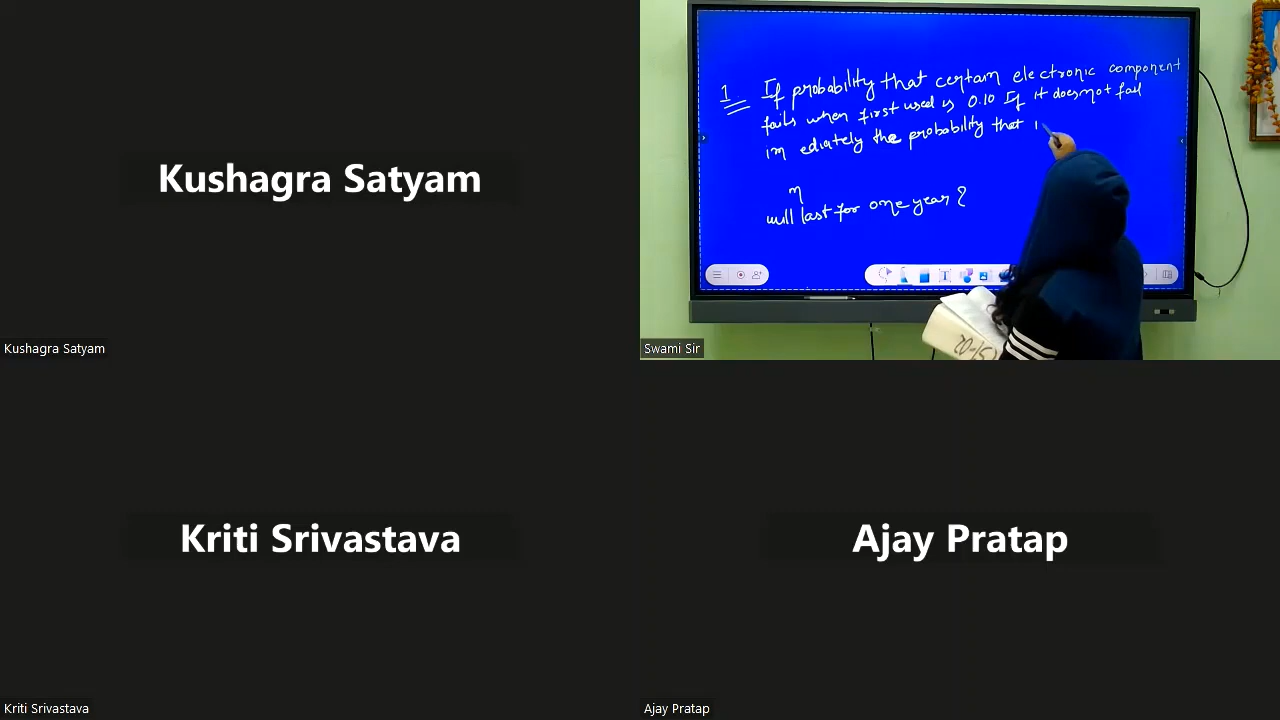 Kushagra Satyam
Kushagra Satyam
1 If probability that certain electronic component
fails when first used is 0.10 If it does not fail
im ediately the probability that i
m
will last for one year ?
Swami Sir
Kriti Srivastava
Kriti Srivastava
Ajay Pratap
Ajay Pratap